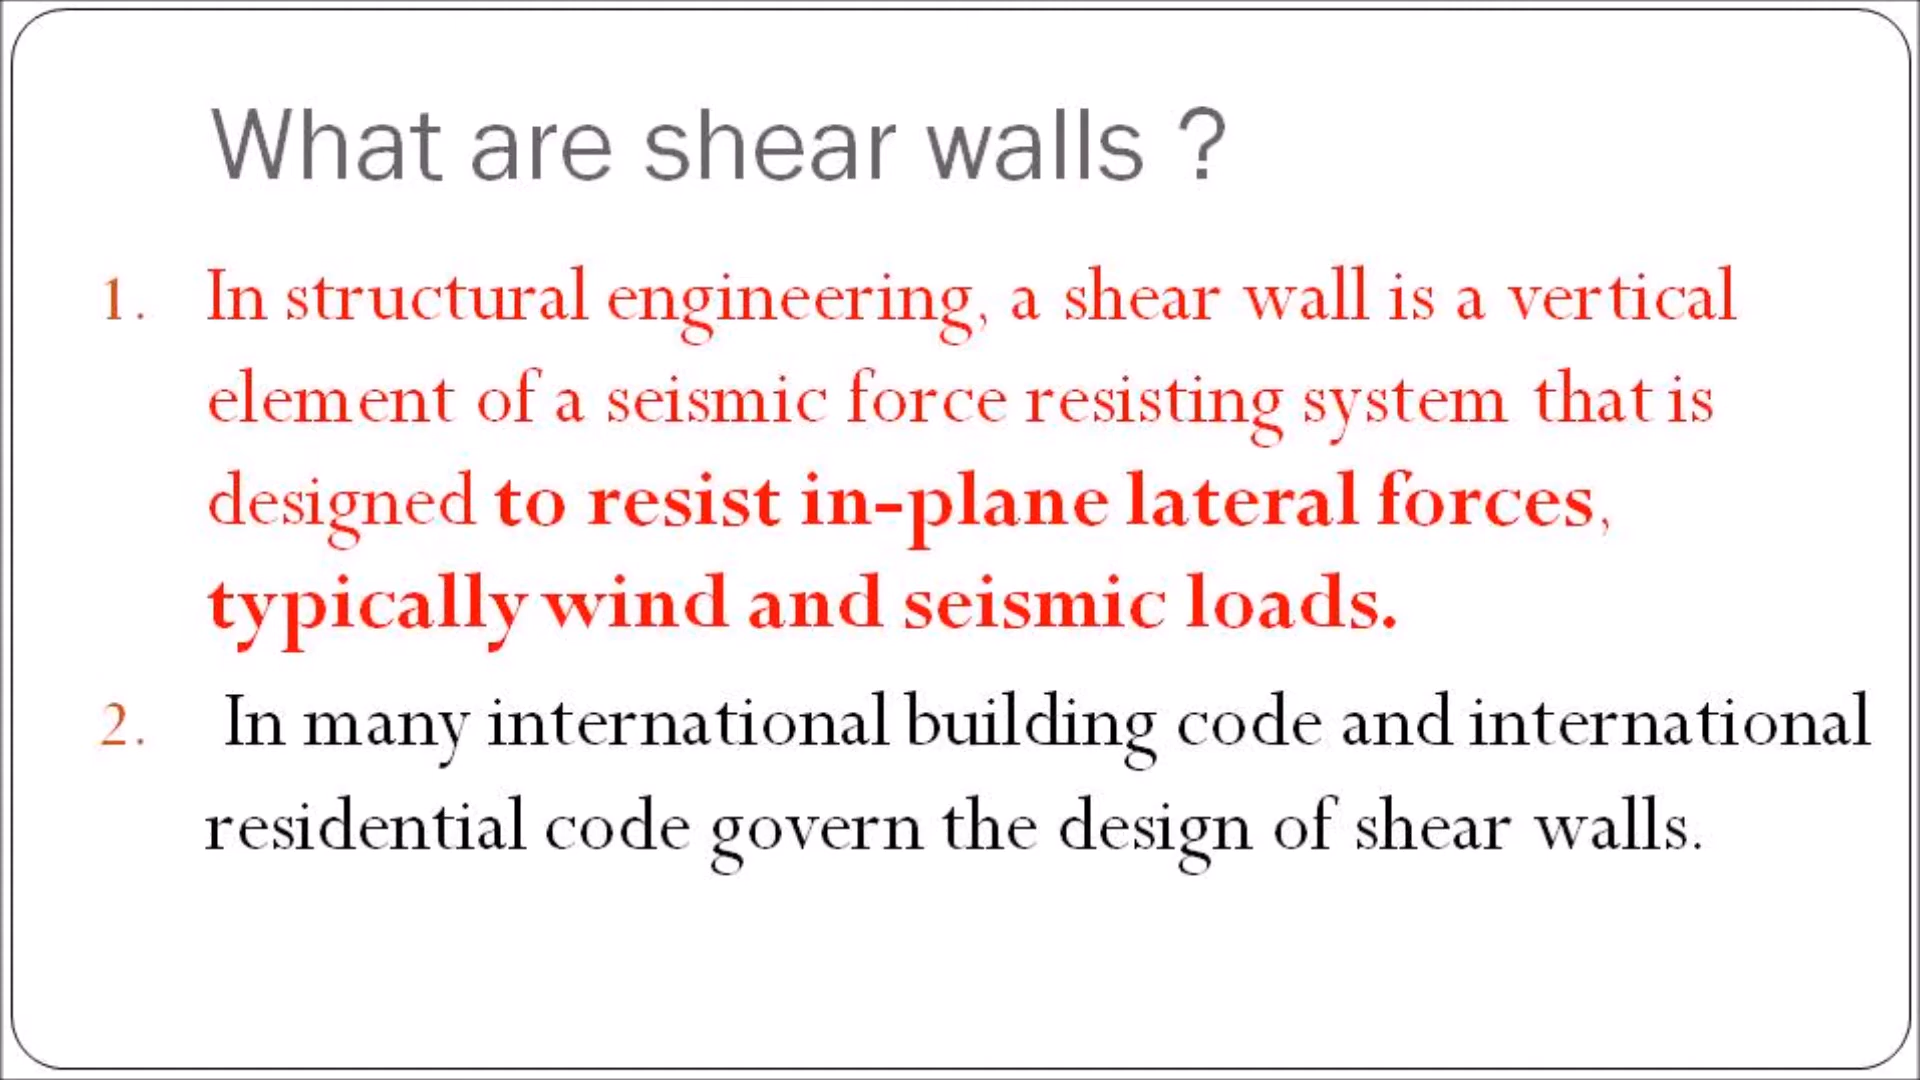 What are shear walls ?
1. In structural engineering, a shear wall is a vertical
element of a seismic force resisting system that is
designed to resist in-plane lateral forces,
typically wind and seismic loads.
2. In many international building code and international
residential code govern the design of shear walls.